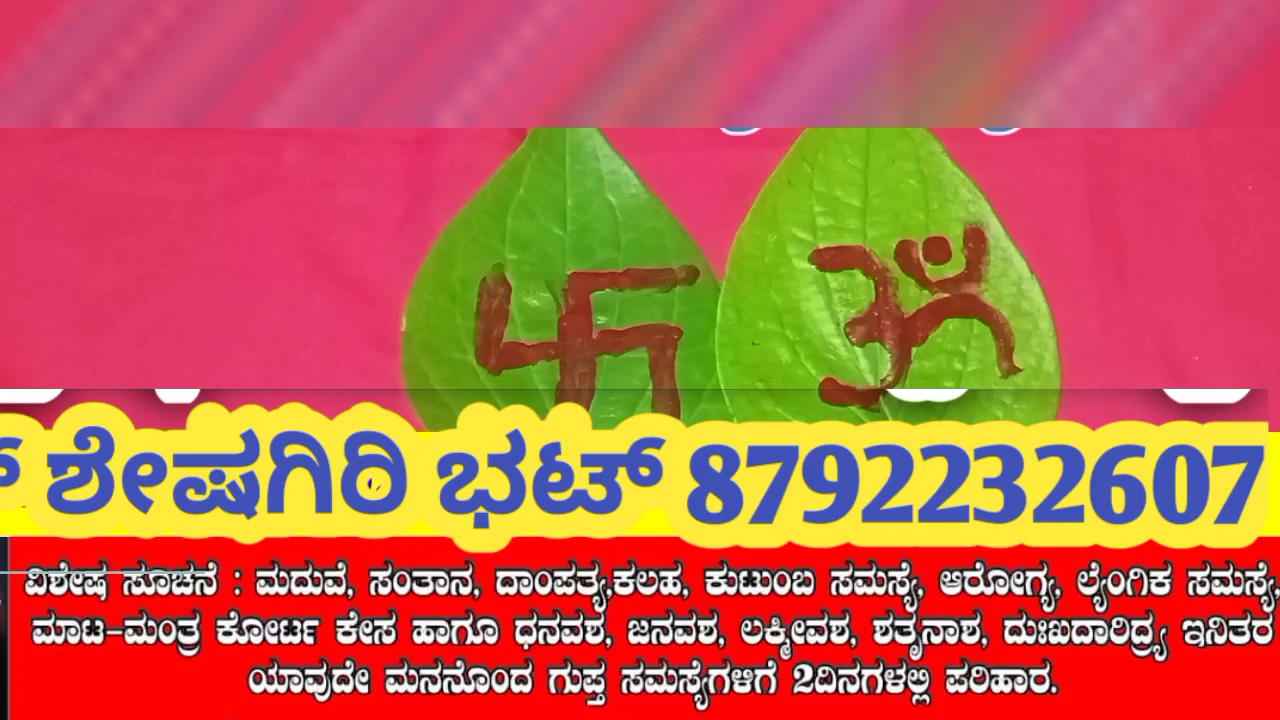 ಶೇಷಗಿರಿ ಭಟ್ 8792232607
ವಿಶೇಷ ಸೂಚನೆ : ಮದುವೆ, ಸಂತಾನ, ದಾಂಪತ್ಯ,ಕಲಹ, ಕುಟುಂಬ ಸಮಸ್ಯೆ, ಆರೋಗ್ಯ, ಲೈಂಗಿಕ ಸಮಸ್ಯೆ,
ಮಾಟ-ಮಂತ್ರ ಕೋರ್ಟ ಕೇಸ ಹಾಗೂ ಧನವಶ, ಜನವಶ, ಲಕ್ಮೀವಶ, ಶತೃನಾಶ, ದುಃಖದಾರಿದ್ರ್ಯ ಇನಿತರ
ಯಾವುದೇ ಮನನೊಂದ ಗುಪ್ತ ಸಮಸ್ಯೆಗಳಿಗೆ 2ದಿನಗಳಲ್ಲಿ ಪರಿಹಾರ.